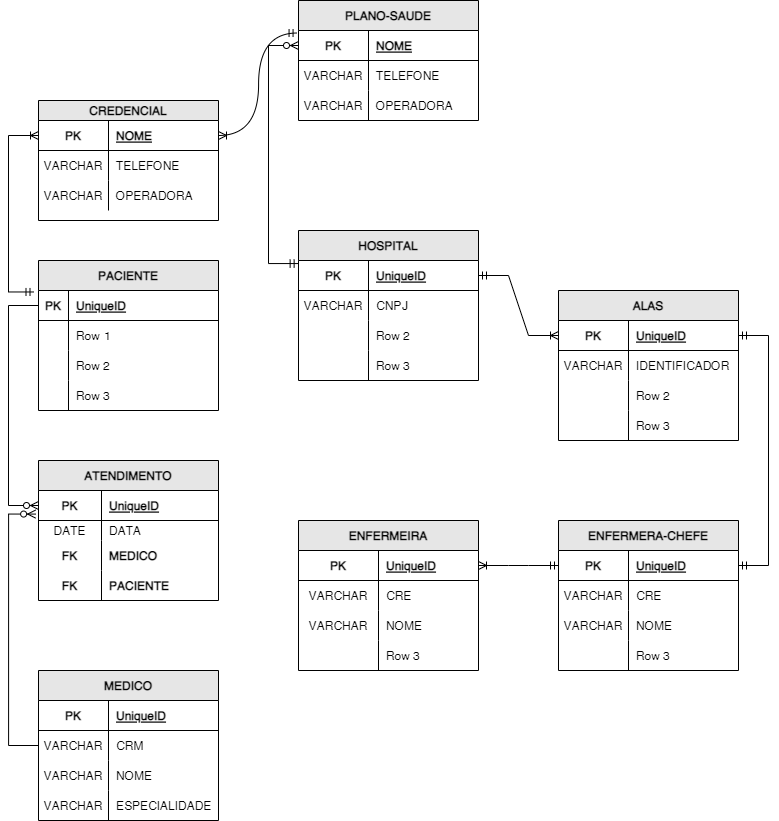 PLANO-SAUDE
PK NOME
VARCHAR TELEFONE
VARCHAR OPERADORA
CREDENCIAL
PK NOME
VARCHAR TELEFONE
VARCHAR OPERADORA
HOSPITAL
PK UniqueID
VARCHAR CNPJ
Row 2
Row 3
PACIENTE
PK UniqueID
Row 1
Row 2
Row 3
ALAS
PK UniqueID
VARCHAR IDENTIFICADOR
Row 2
Row 3
ATENDIMENTO
PK UniqueID
DATE DATA
FK MEDICO
FK PACIENTE
ENFERMEIRA
PK UniqueID
VARCHAR CRE
VARCHAR NOME
Row 3
ENFERMERA-CHEFE
PK UniqueID
VARCHAR CRE
VARCHAR NOME
Row 3
MEDICO
PK UniqueID
VARCHAR CRM
VARCHAR NOME
VARCHAR ESPECIALIDADE